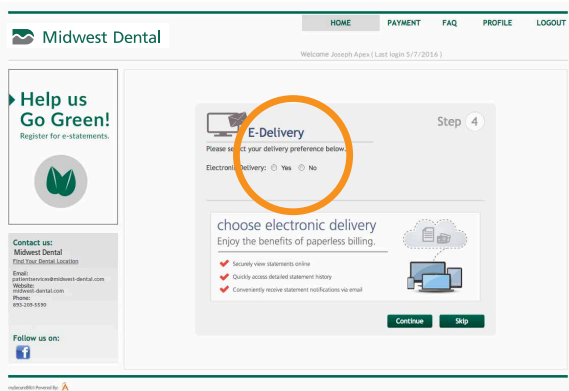 HOME PAYMENT FAQ PROFILE LOGOUT
Midwest Dental
Welcome Joseph Apex ( Last login 5/7/2016 )
Help us
Go Green!
Register for e-statements.
E-Delivery
Step 4
Please select your delivery preference below.
Electronic Delivery: Yes No
choose electronic delivery
Enjoy the benefits of paperless billing.
Securely view statements online
Quickly access detailed statement history
Conveniently receive statement notifications via email
Continue Skip
Contact us:
Midwest Dental
Find Your Dental Location
Email:
patientservices@midwest-dental.com
Website:
midwest-dental.com
Phone:
Follow us on:
f
Powered By: